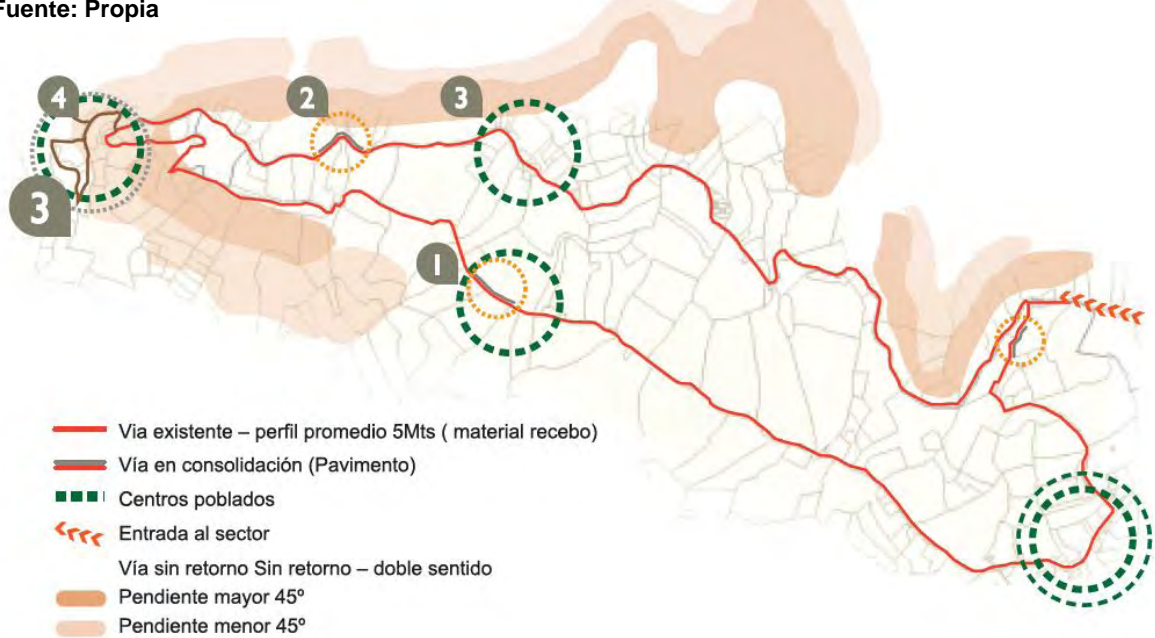 Fuente: Propia
4
2
3
3
1
Via existente – perfil promedio 5Mts ( material recebo)
Vía en consolidación (Pavimento)
Centros poblados
Entrada al sector
Vía sin retorno Sin retorno – doble sentido
Pendiente mayor 45º
Pendiente menor 45º